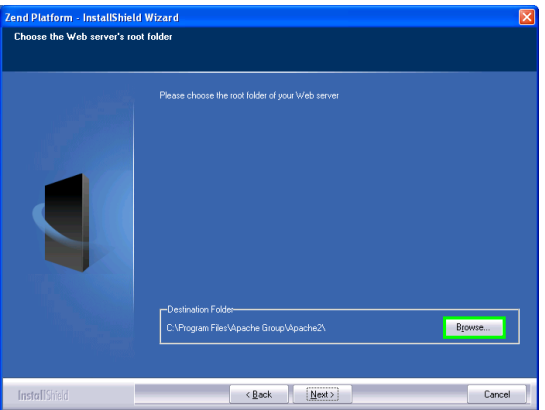 Zend Platform - InstallShield Wizard
Choose the Web server's root folder
Please choose the root folder of your Web server
Destination Folder
C:\Program Files\Apache Group\Apache2\
Browse...
InstallShield
< Back
Next >
Cancel